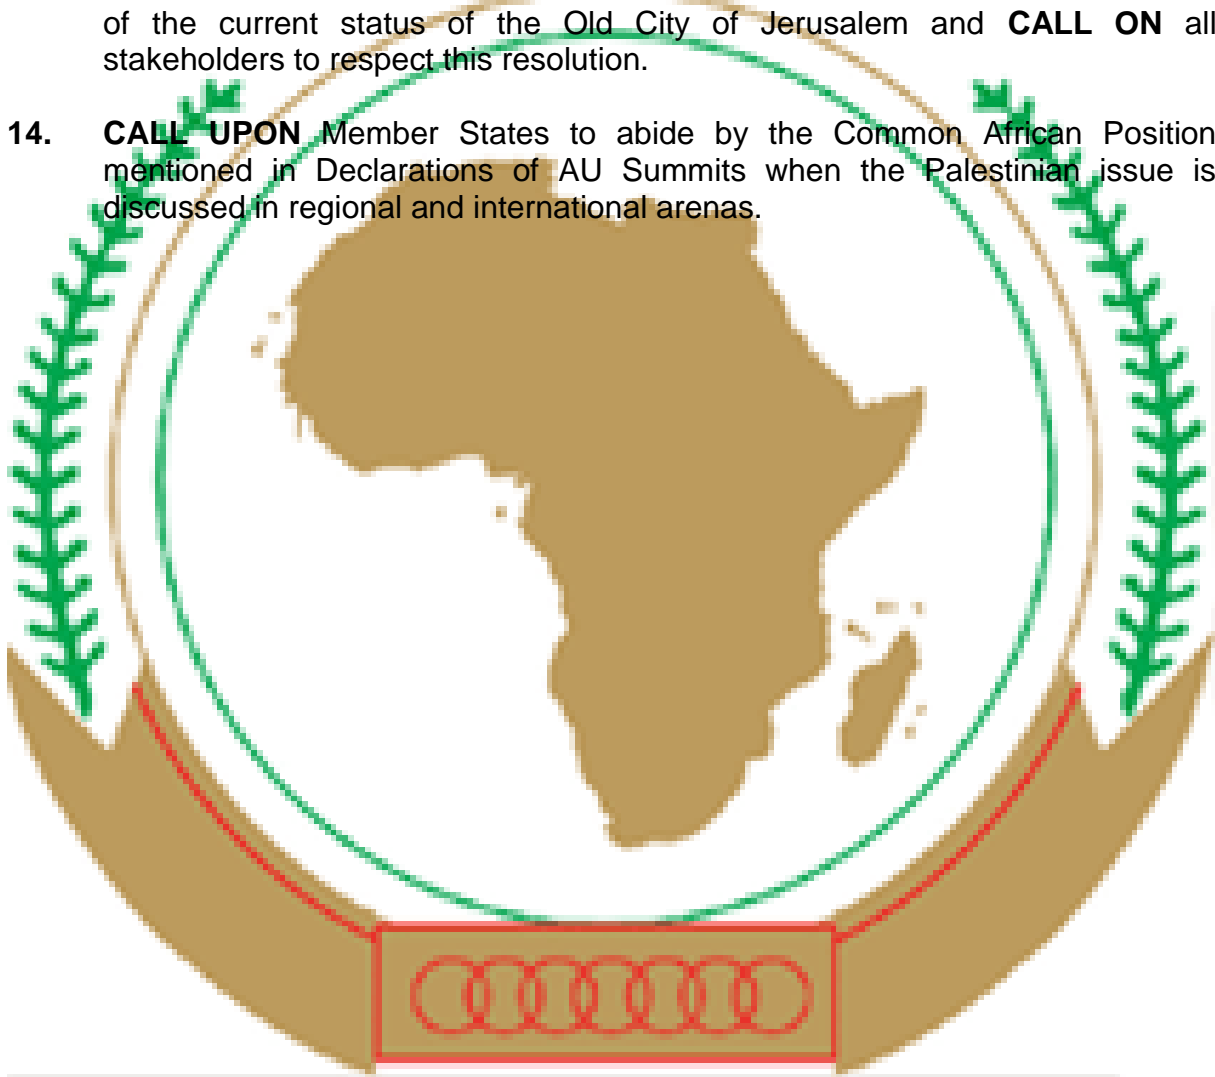 of the current status of the Old City of Jerusalem and CALL ON all
stakeholders to respect this resolution.
14. CALL UPON Member States to abide by the Common African Position
mentioned in Declarations of AU Summits when the Palestinian issue is
discussed in regional and international arenas.